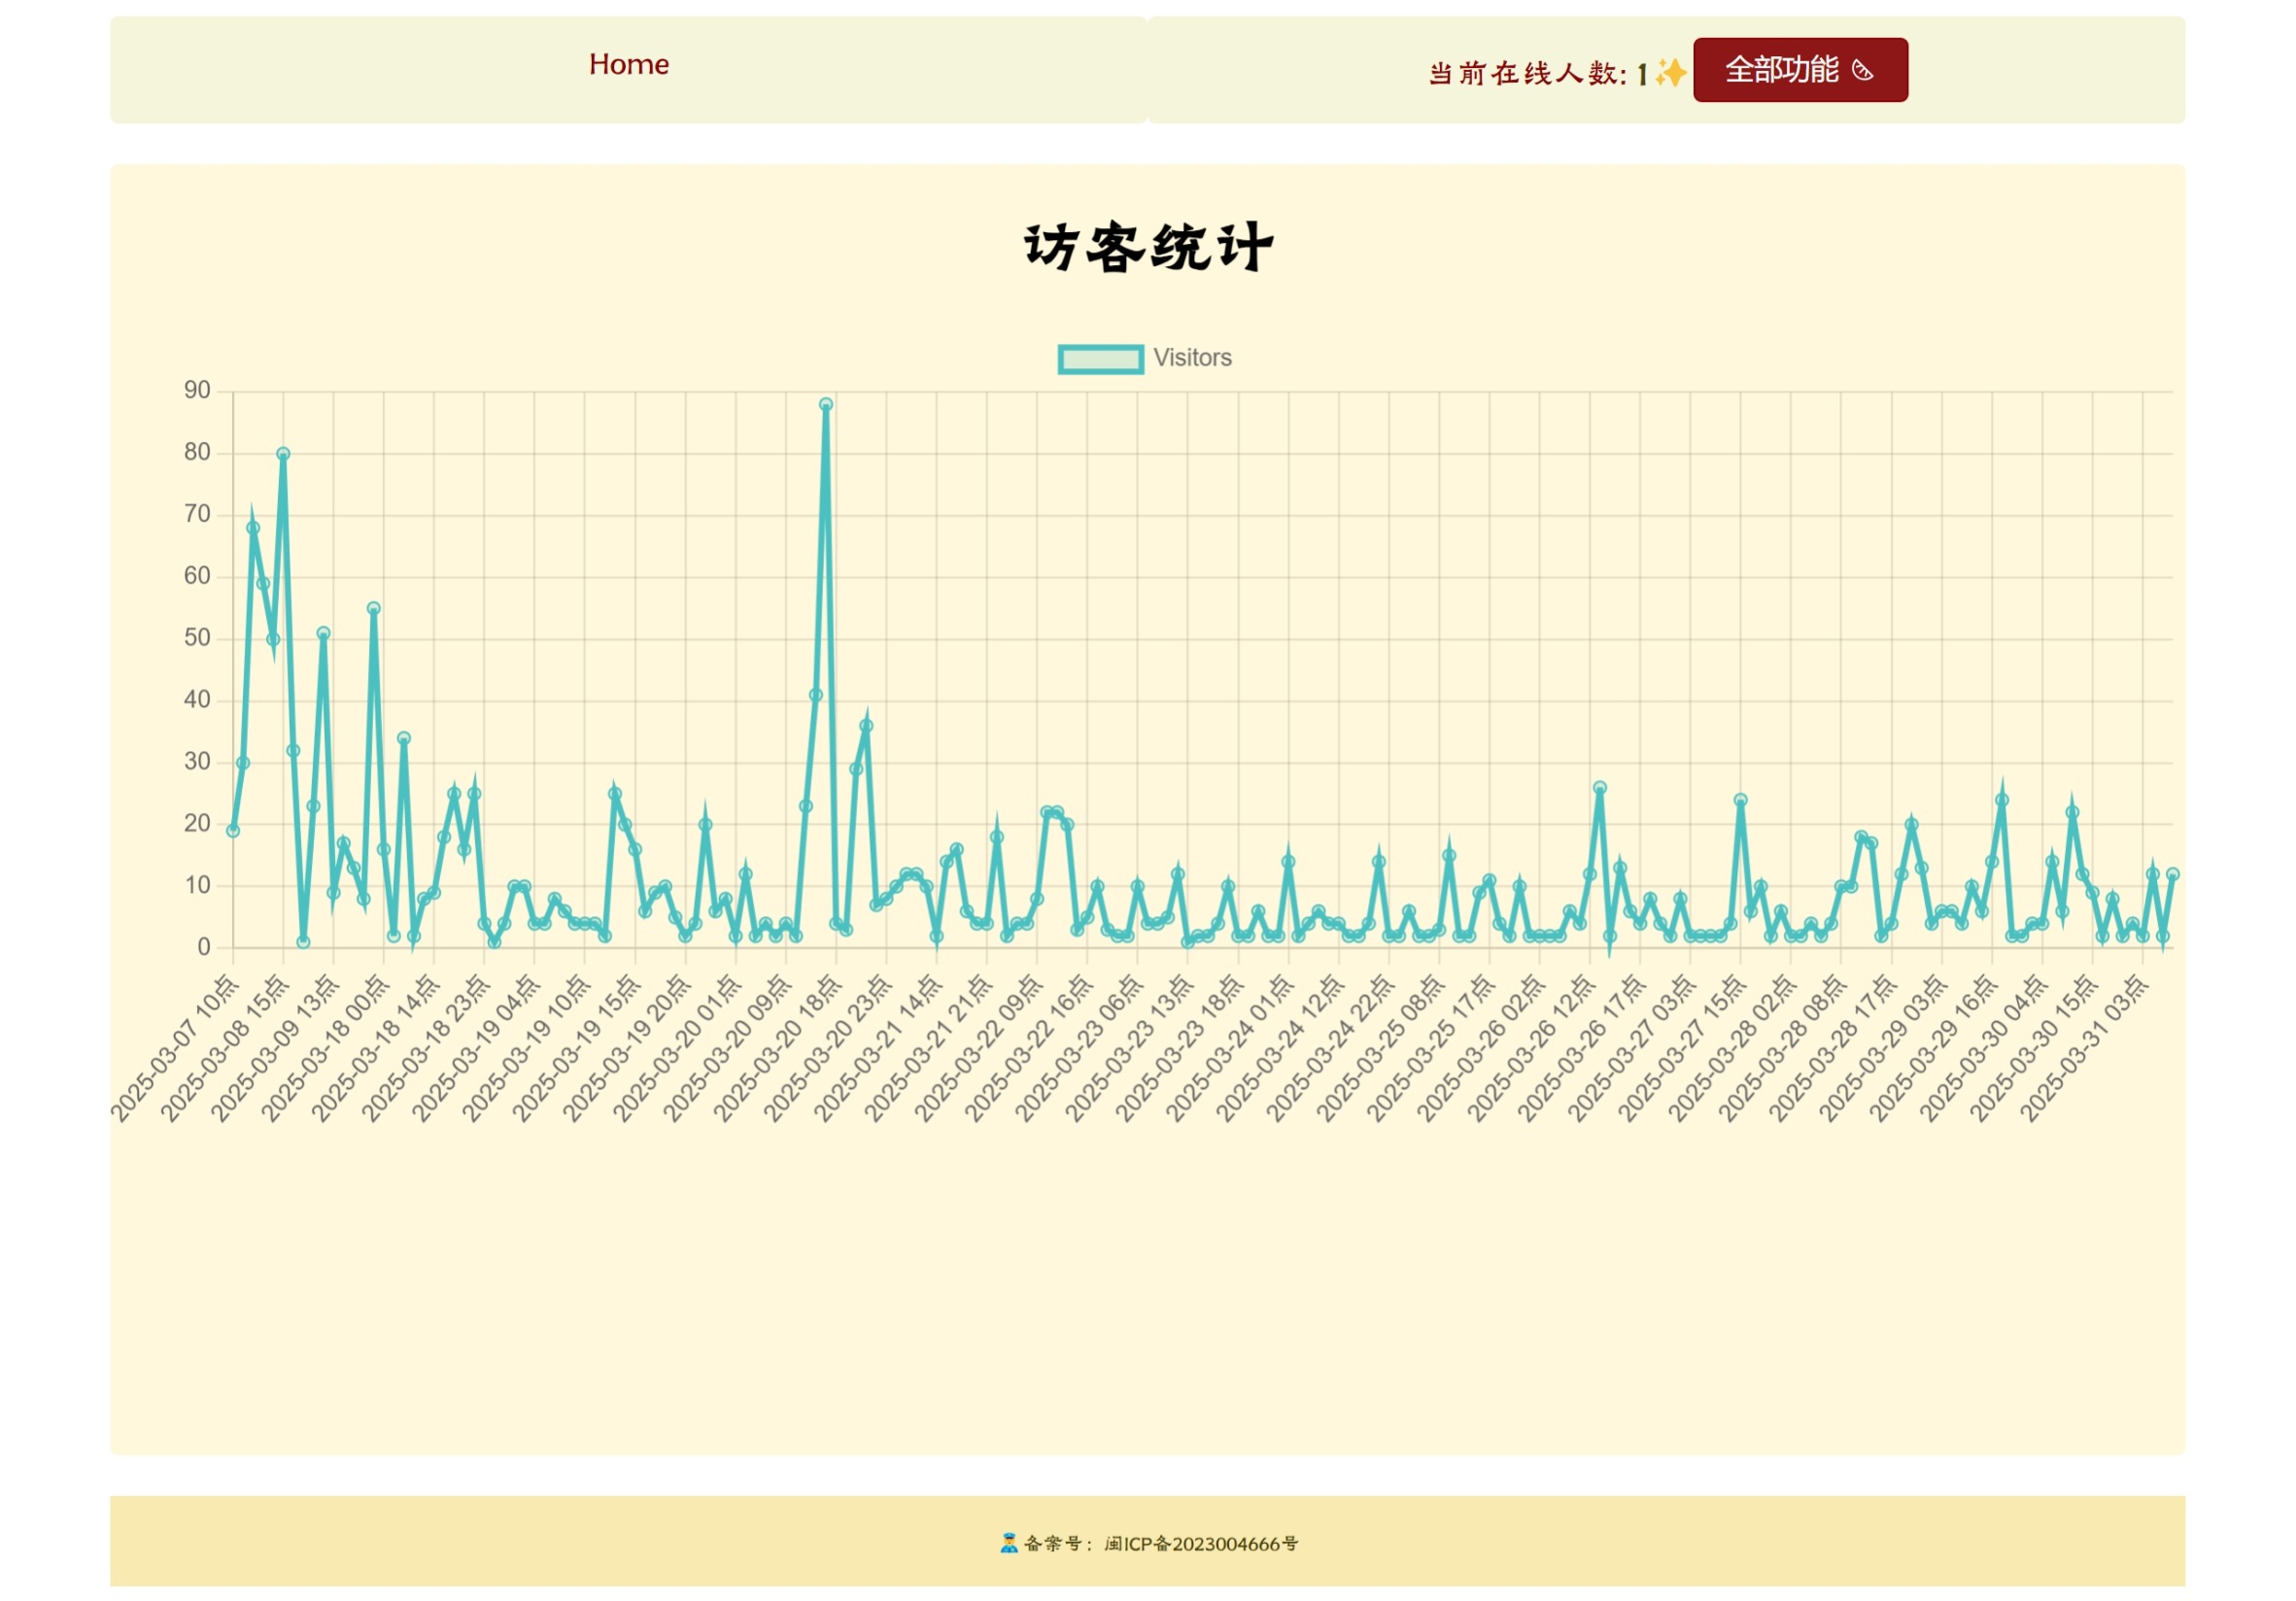 Home
当前在线人数: 1✨
全部功能
访客统计
Visitors
90
80
70
60
50
40
30
20
10
0
2025-03-07 10点
2025-03-08 15点
2025-03-09 13点
2025-03-18 00点
2025-03-18 14点
2025-03-18 23点
2025-03-19 04点
2025-03-19 10点
2025-03-19 15点
2025-03-19 20点
2025-03-20 01点
2025-03-20 09点
2025-03-20 18点
2025-03-20 23点
2025-03-21 14点
2025-03-21 21点
2025-03-22 09点
2025-03-22 16点
2025-03-23 06点
2025-03-23 13点
2025-03-23 18点
2025-03-24 01点
2025-03-24 12点
2025-03-24 22点
2025-03-25 08点
2025-03-25 17点
2025-03-26 02点
2025-03-26 12点
2025-03-26 17点
2025-03-27 03点
2025-03-27 15点
2025-03-28 02点
2025-03-28 08点
2025-03-28 17点
2025-03-29 03点
2025-03-29 16点
2025-03-30 04点
2025-03-30 15点
2025-03-31 03点
备案号：闽ICP备2023004666号